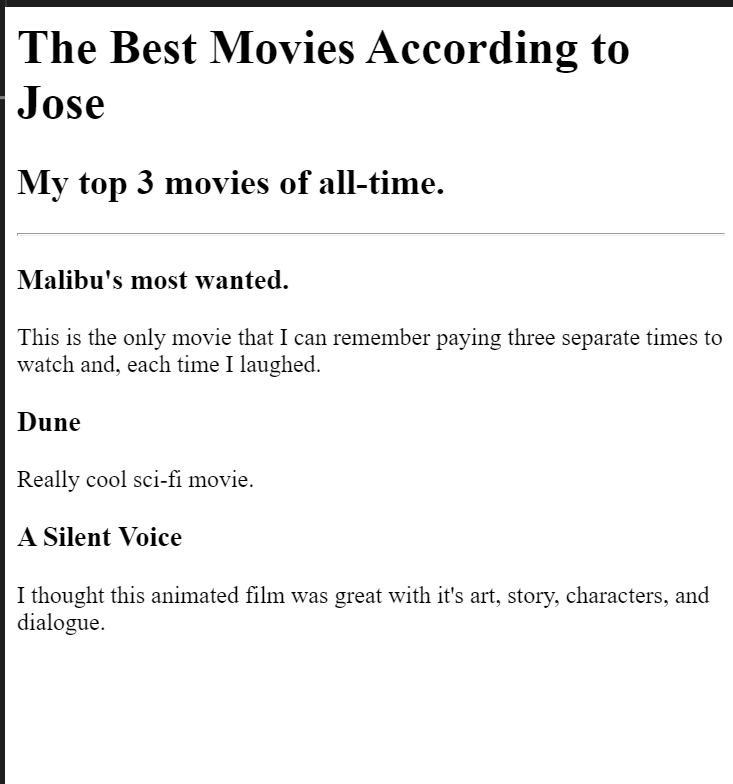 The Best Movies According to
Jose
My top 3 movies of all-time.
Malibu's most wanted.
This is the only movie that I can remember paying three separate times to
watch and, each time I laughed.
Dune
Really cool sci-fi movie.
A Silent Voice
I thought this animated film was great with it's art, story, characters, and
dialogue.